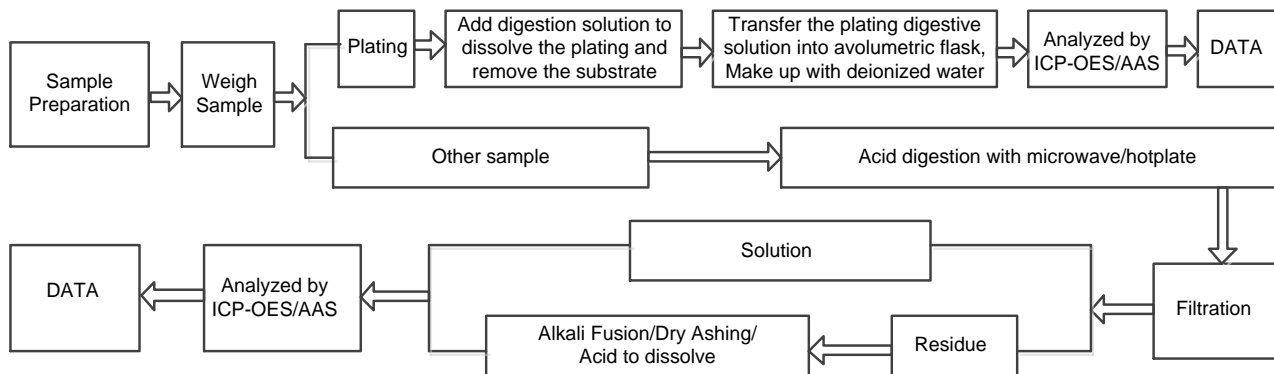 Sample
Preparation
Weigh
Sample
Plating
Add digestion solution to
dissolve the plating and
remove the substrate
Transfer the plating digestive
solution into avolumetric flask,
Make up with deionized water
Analyzed by
ICP-OES/AAS
DATA
Other sample
Acid digestion with microwave/hotplate
Filtration
Solution
Residue
Alkali Fusion/Dry Ashing/
Acid to dissolve
Analyzed by
ICP-OES/AAS
DATA